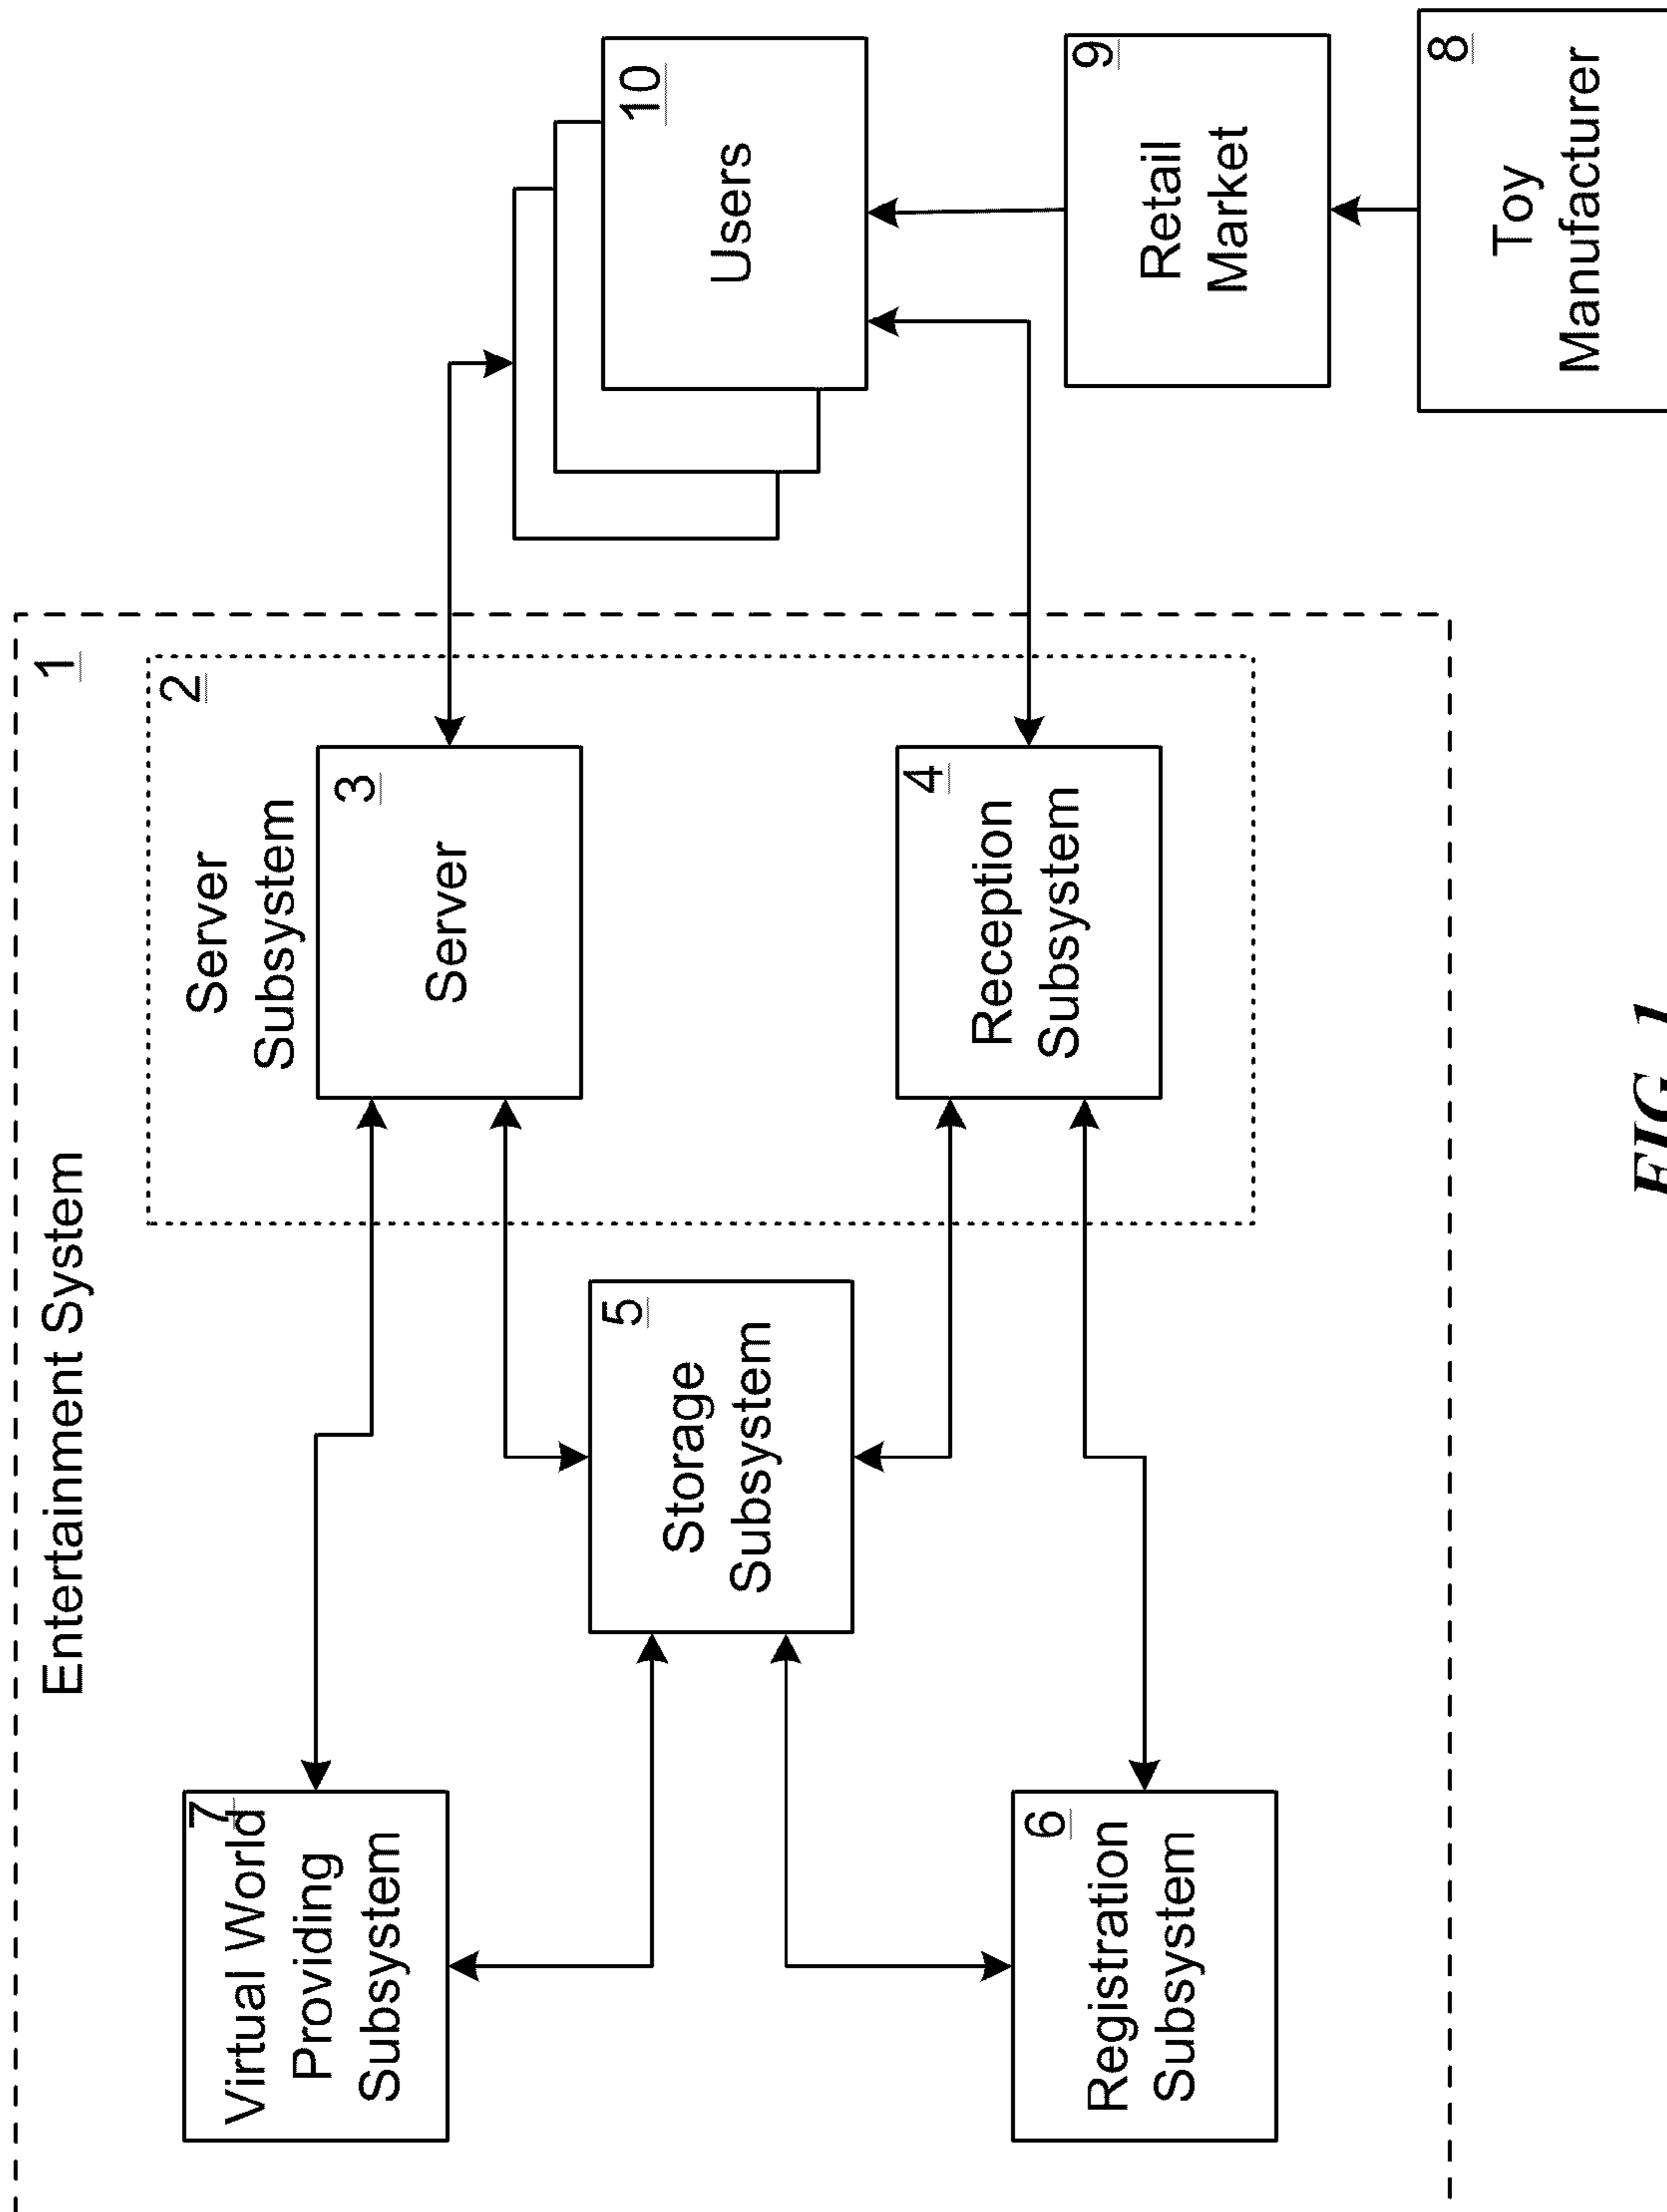 Entertainment System
1
Server
Subsystem
2
Virtual World
Providing
Subsystem
7
Server
3
Storage
Subsystem
5
Users
10
Registration
Subsystem
6
Reception
Subsystem
4
Retail
Market
9
Toy
Manufacturer
8
FIG. 1